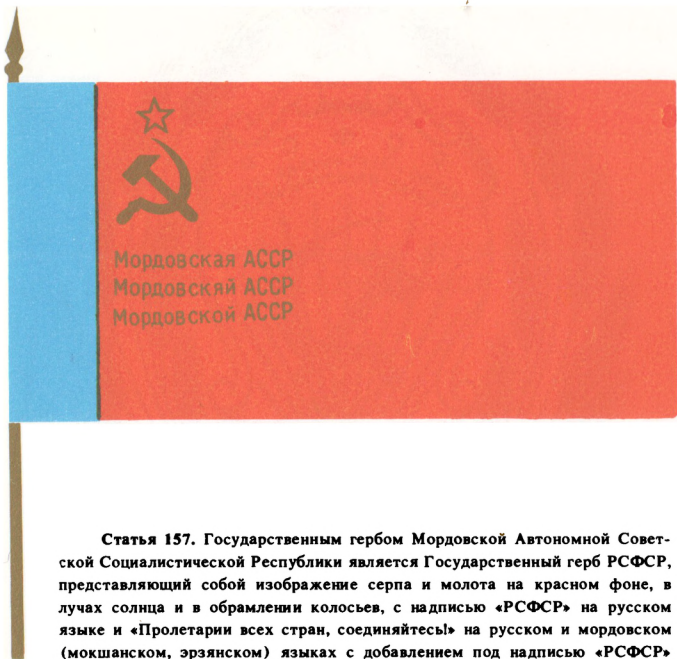 Мордовская АССР
Мордовскяй АССР
Мордовской АССР
Статья 157. Государственным гербом Мордовской Автономной Совет-
ской Социалистической Республики является Государственный герб РСФСР,
представляющий собой изображение серпа и молота на красном фоне, в
лучах солнца и в обрамлении колосьев, с надписью «РСФСР» на русском
языке и «Пролетарии всех стран, соединяйтесь!» на русском и мордовском
(мокшанском, эрзянском) языках с добавлением под надписью «РСФСР»